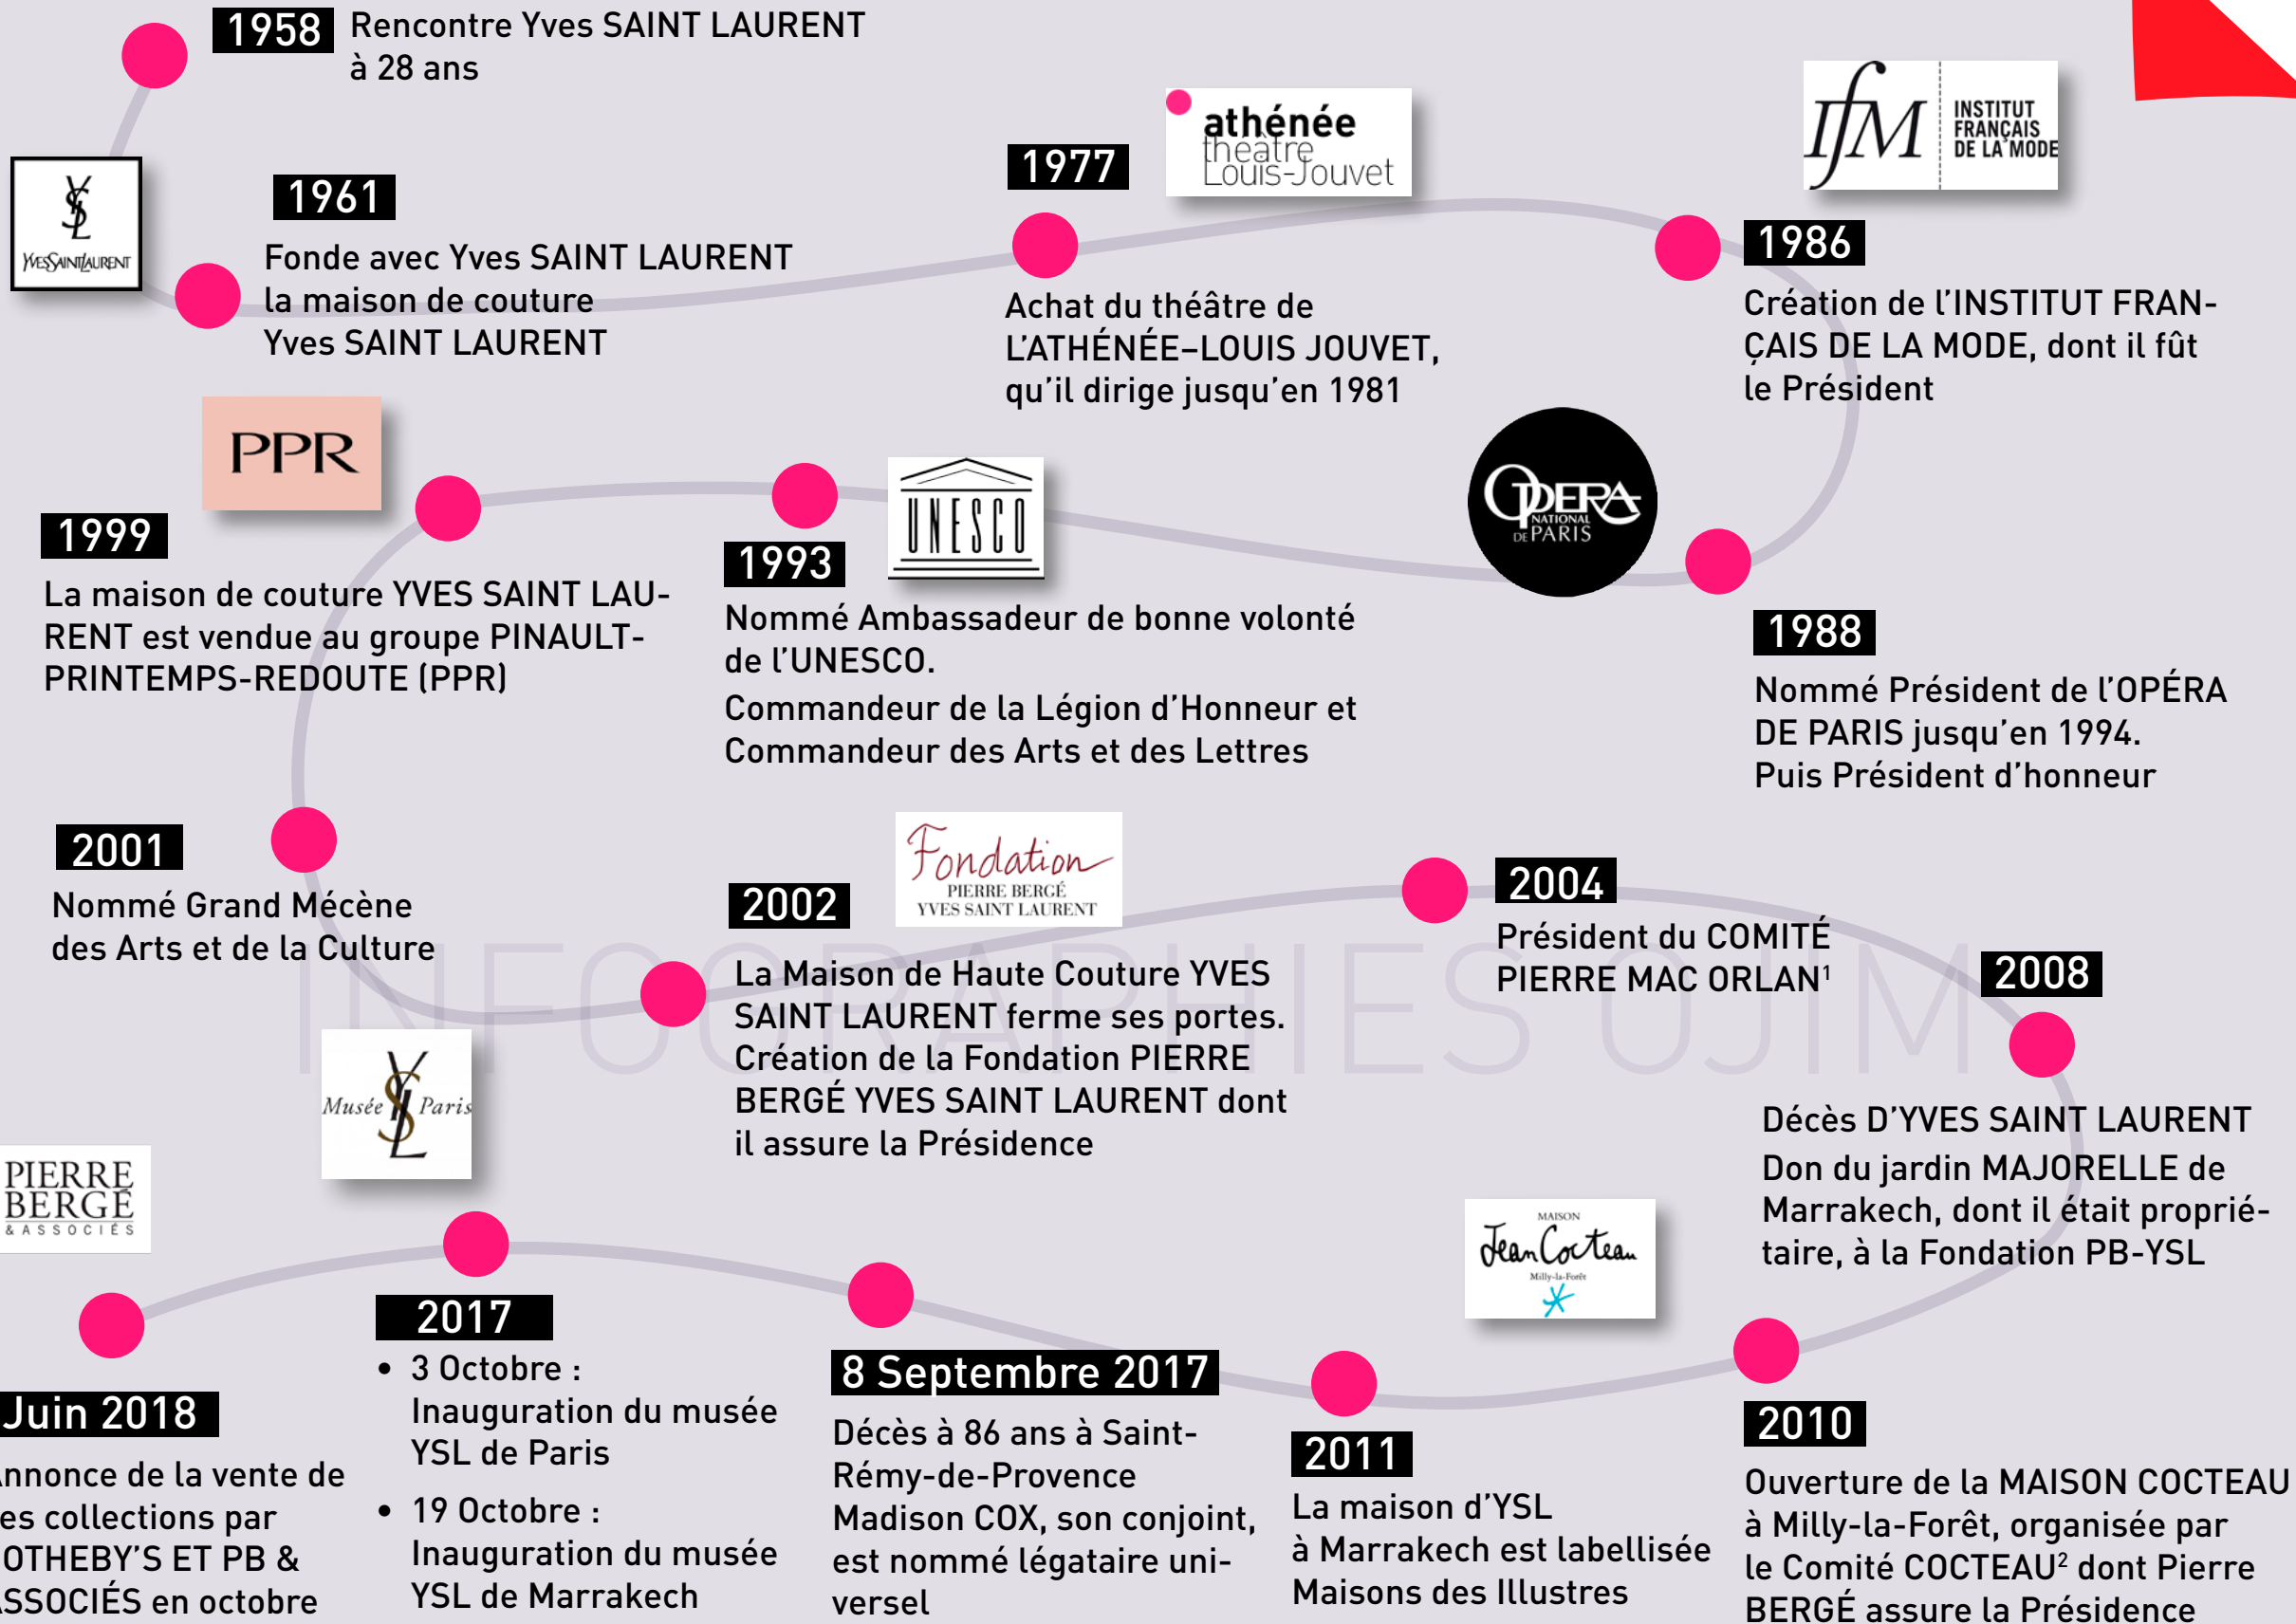 1958 Rencontre Yves SAINT LAURENT
à 28 ans
YSL
YVESSAINTLAURENT
1961
Fonde avec Yves SAINT LAURENT
la maison de couture
Yves SAINT LAURENT
1977
athénée
théâtre
Louis-Jouvet
Achat du théâtre de
L'ATHÉNÉE–LOUIS JOUVET,
qu'il dirige jusqu'en 1981
IfM
INSTITUT
FRANÇAIS
DE LA MODE
1986
Création de l'INSTITUT FRAN-
ÇAIS DE LA MODE, dont il fût
le Président
OPERA
NATIONAL
DE PARIS
1988
Nommé Président de l'OPÉRA
DE PARIS jusqu'en 1994.
Puis Président d'honneur
UNESCO
1993
Nommé Ambassadeur de bonne volonté
de l'UNESCO.
Commandeur de la Légion d'Honneur et
Commandeur des Arts et des Lettres
PPR
1999
La maison de couture YVES SAINT LAU-
RENT est vendue au groupe PINAULT-
PRINTEMPS-REDOUTE (PPR)
2001
Nommé Grand Mécène
des Arts et de la Culture
Fondation
PIERRE BERGÉ
YVES SAINT LAURENT
2002
La Maison de Haute Couture YVES
SAINT LAURENT ferme ses portes.
Création de la Fondation PIERRE
BERGÉ YVES SAINT LAURENT dont
il assure la Présidence
2004
Président du COMITÉ
PIERRE MAC ORLAN¹
INFOGRAPHIES OJIM
2008
Décès D'YVES SAINT LAURENT
Don du jardin MAJORELLE de
Marrakech, dont il était proprié-
taire, à la Fondation PB-YSL
MAISON
Jean Cocteau
Milly-la-Forêt
2010
Ouverture de la MAISON COCTEAU
à Milly-la-Forêt, organisée par
le Comité COCTEAU² dont Pierre
BERGÉ assure la Présidence
2011
La maison d'YSL
à Marrakech est labellisée
Maisons des Illustres
8 Septembre 2017
Décès à 86 ans à Saint-
Rémy-de-Provence
Madison COX, son conjoint,
est nommé légataire uni-
versel
Musée YSL Paris
2017
• 3 Octobre :
Inauguration du musée
YSL de Paris
• 19 Octobre :
Inauguration du musée
YSL de Marrakech
PIERRE
BERGÉ
& ASSOCIÉS
Juin 2018
Annonce de la vente de
es collections par
OTHEBY'S ET PB &
ASSOCIÉS en octobre